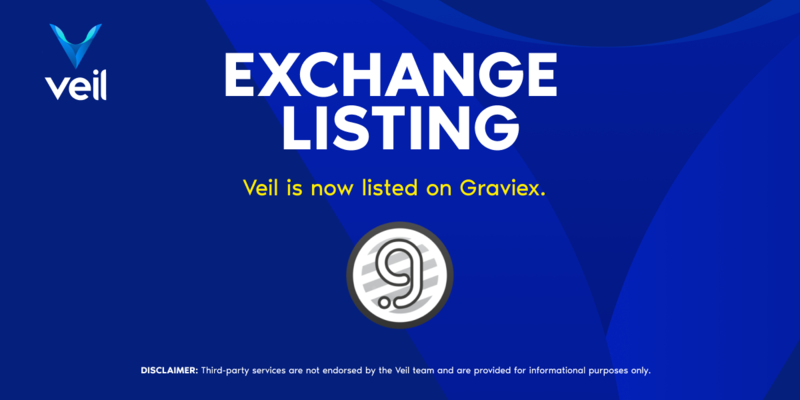 veil
EXCHANGE
LISTING
Veil is now listed on Graviex.
.g
DISCLAIMER: Third-party services are not endorsed by the Veil team and are provided for informational purposes only.